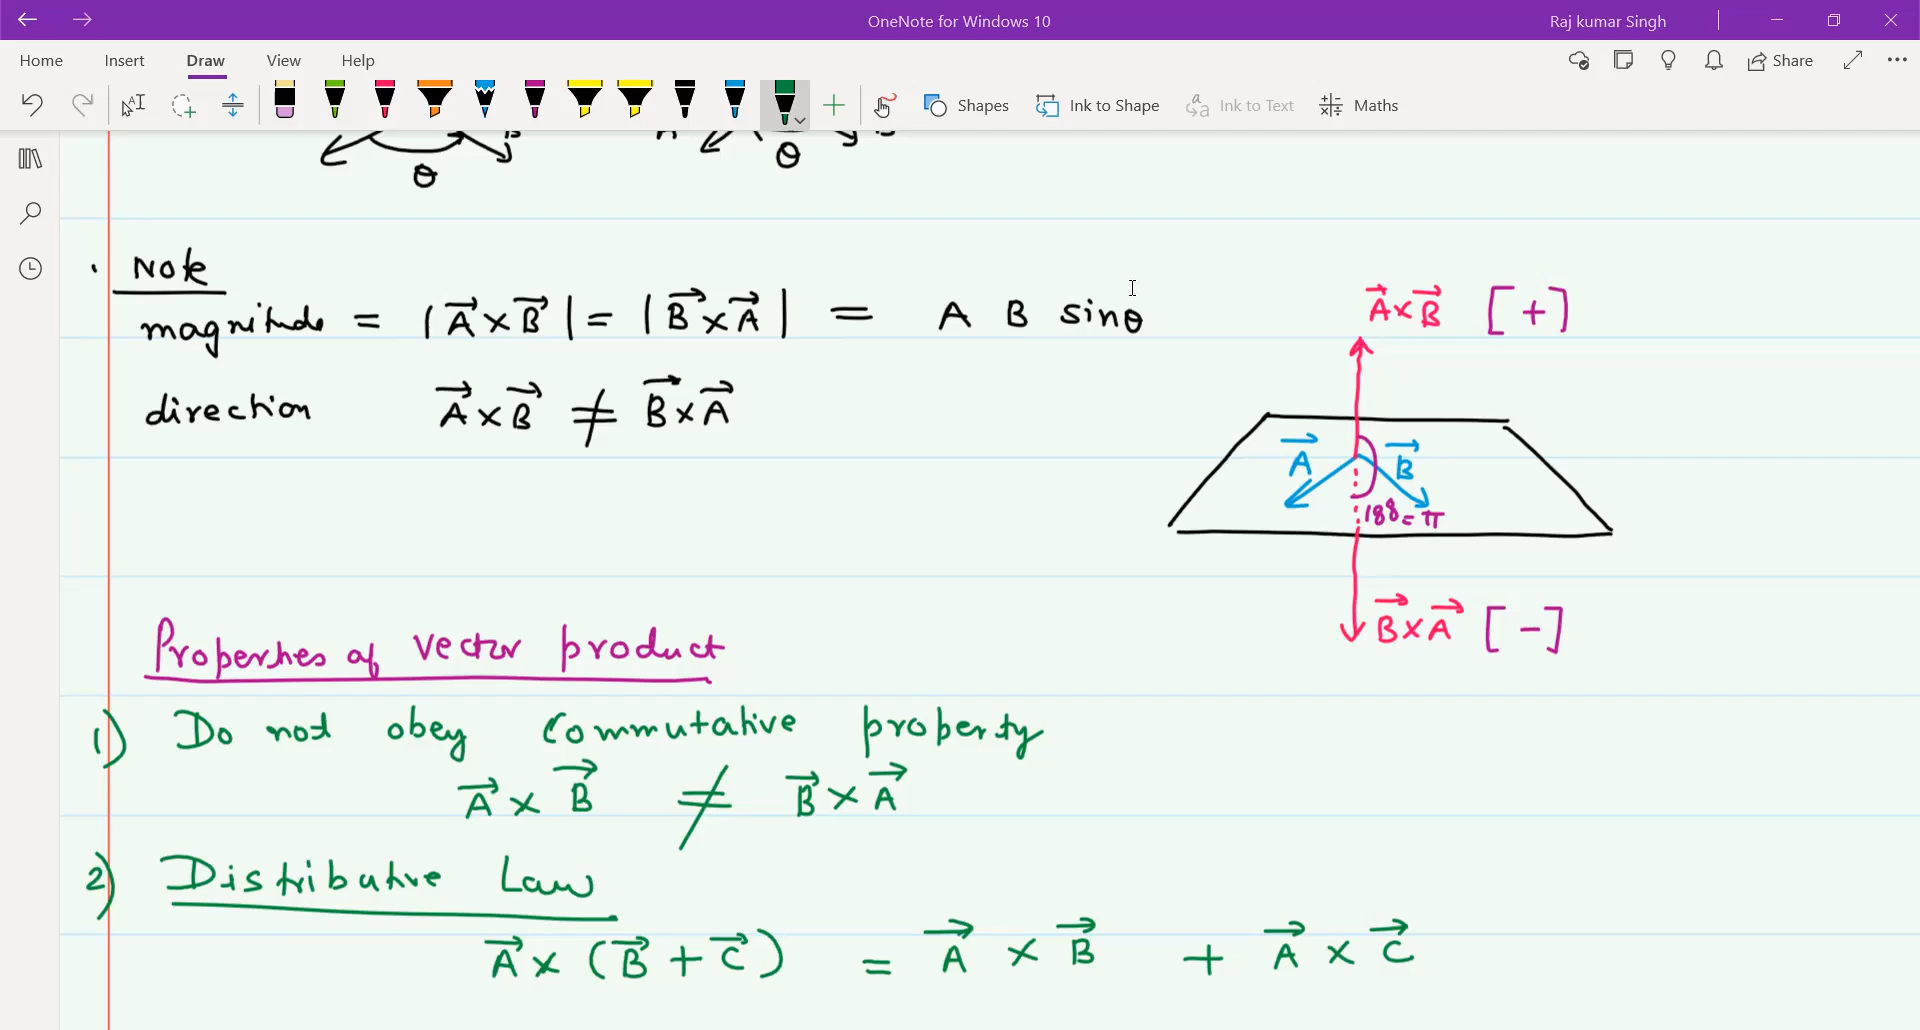 OneNote for Windows 10
Raj kumar Singh
Home Insert Draw View Help
Share
Shapes Ink to Shape Ink to Text Maths
θ θ
Note
magnitude = |A⃗ × B⃗| = |B⃗ × A⃗| = A B sinθ
A⃗ × B⃗ [+]
direction A⃗ × B⃗ ≠ B⃗ × A⃗
A⃗ B⃗
= π
B⃗ × A⃗ [-]
Properties of vector product
1) Do not obey Commutative property
A⃗ × B⃗ ≠ B⃗ × A⃗
2) Distributive Law
A⃗ × (B⃗ + C⃗) = A⃗ × B⃗ + A⃗ × C⃗